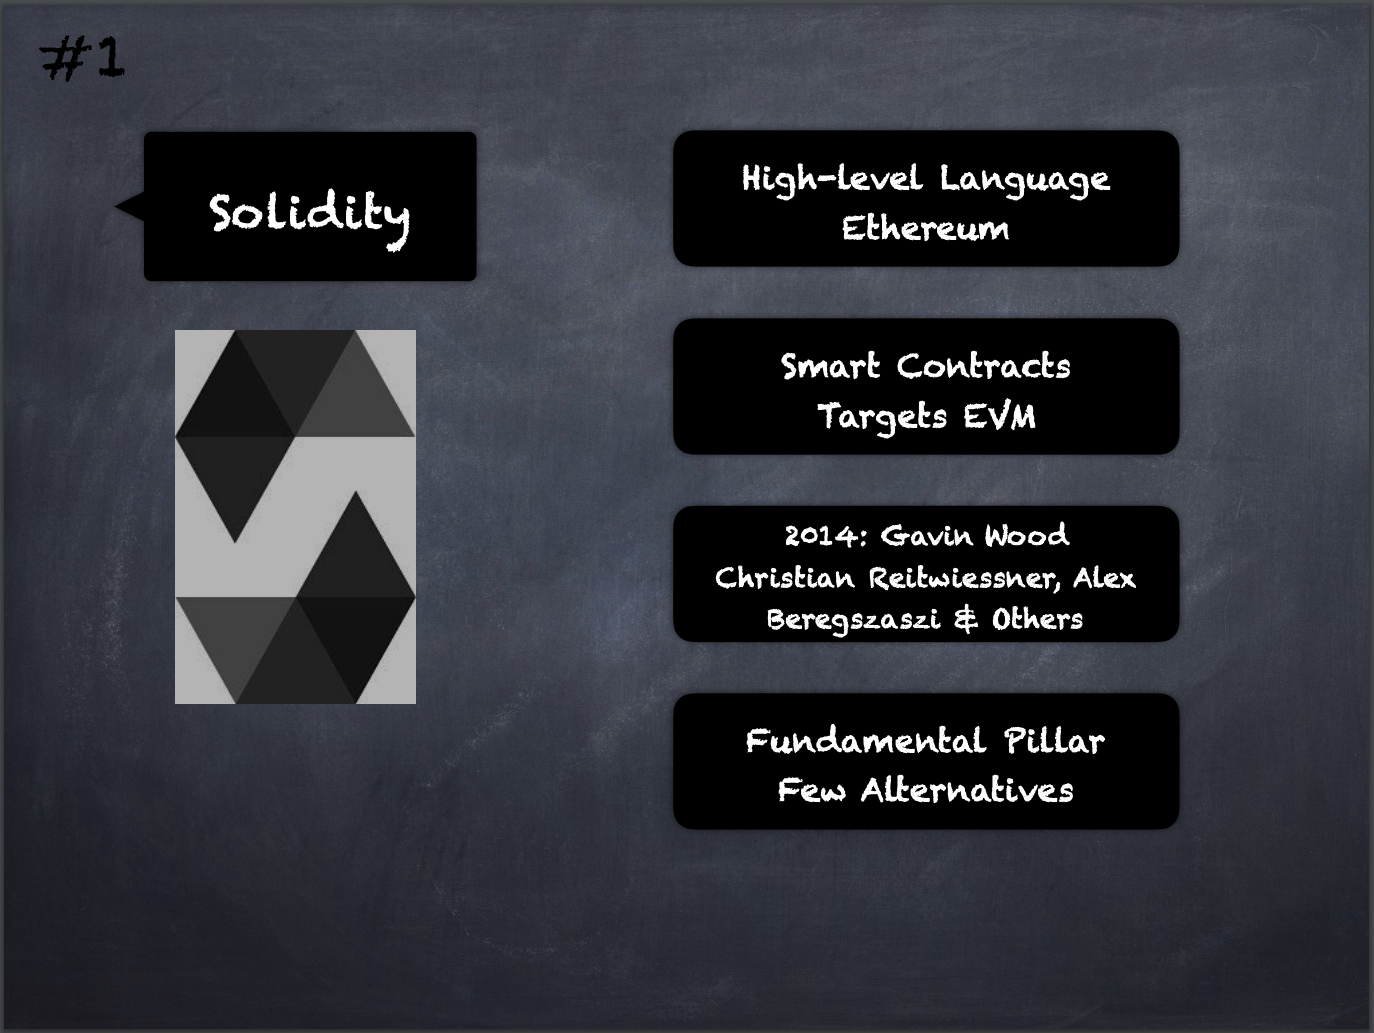 #1
Solidity
High-level Language
Ethereum
Smart Contracts
Targets EVM
2014: Gavin Wood
Christian Reitwiessner, Alex
Beregszaszi & Others
Fundamental Pillar
Few Alternatives